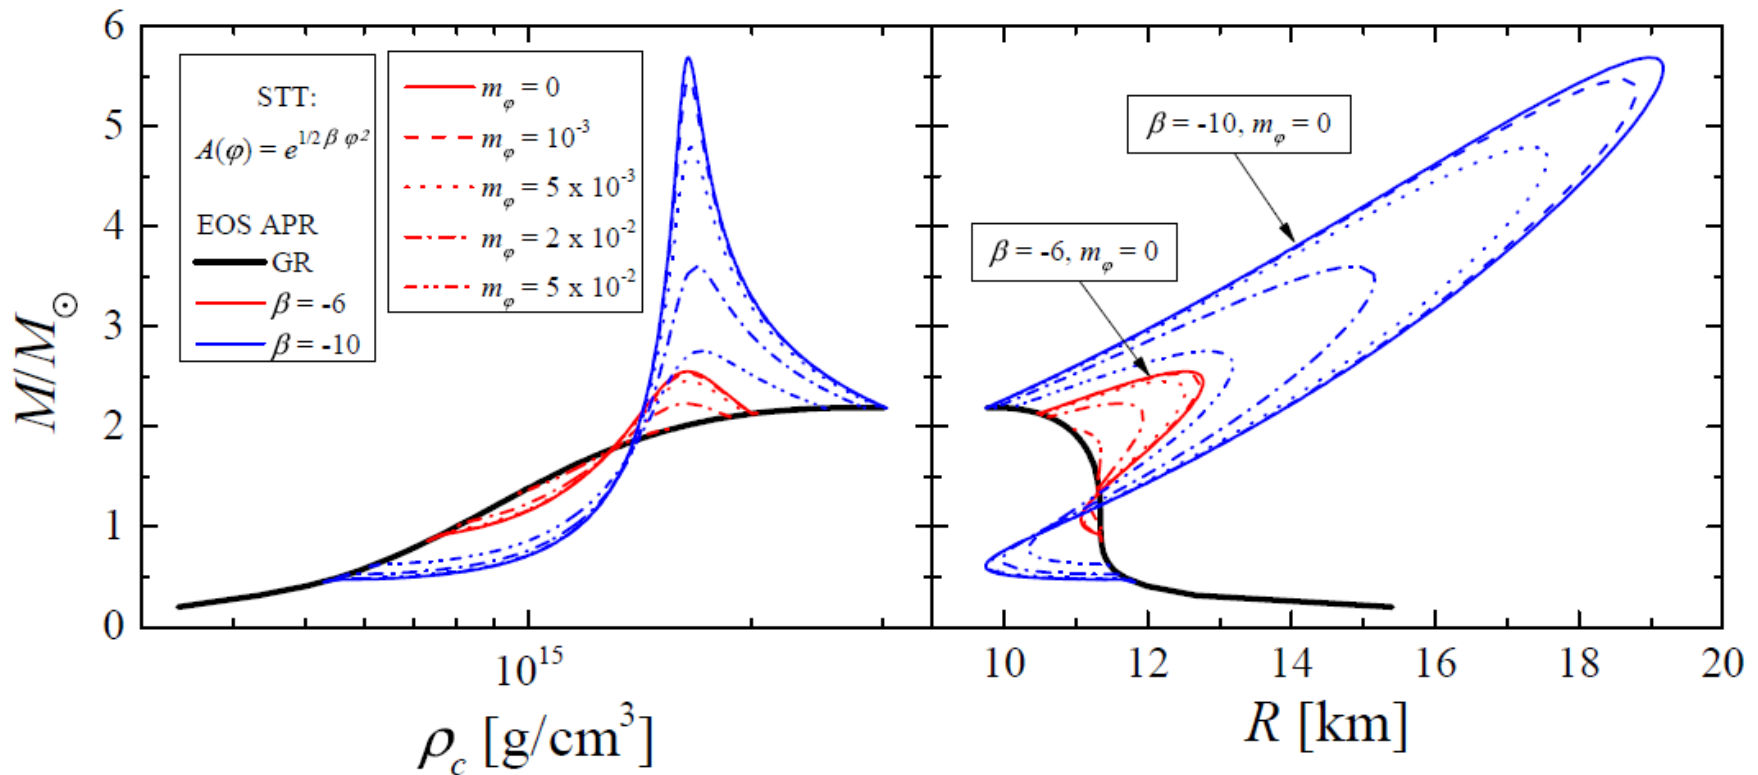 6
5
4
3
2
1
0
M/M☉
STT:
A(φ) = e^{1/2 β φ²}
EOS APR
GR
β = -6
β = -10
m_φ = 0
m_φ = 10^{-3}
m_φ = 5 x 10^{-3}
m_φ = 2 x 10^{-2}
m_φ = 5 x 10^{-2}
10^{15}
ρ_c [g/cm³]
β = -10, m_φ = 0
β = -6, m_φ = 0
10 12 14 16 18 20
R [km]